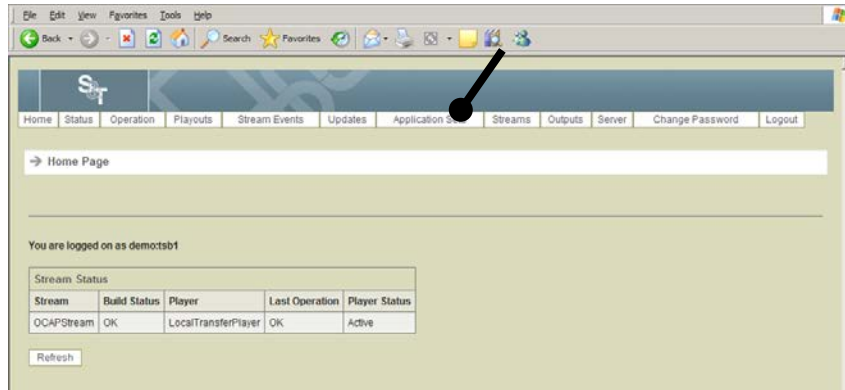 File Edit View Favorites Tools Help
Back Search Favorites
S&T
Home Status Operation Playouts Stream Events Updates Application Streams Outputs Server Change Password Logout
Home Page
You are logged on as demo:tsb1
Stream Status
Stream Build Status Player Last Operation Player Status
OCAPStream OK LocalTransferPlayer OK Active
Refresh